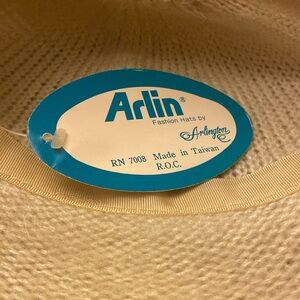 Arlin®
Fashion Hats by
Arlington
RN 7008 Made in Taiwan
R.O.C.